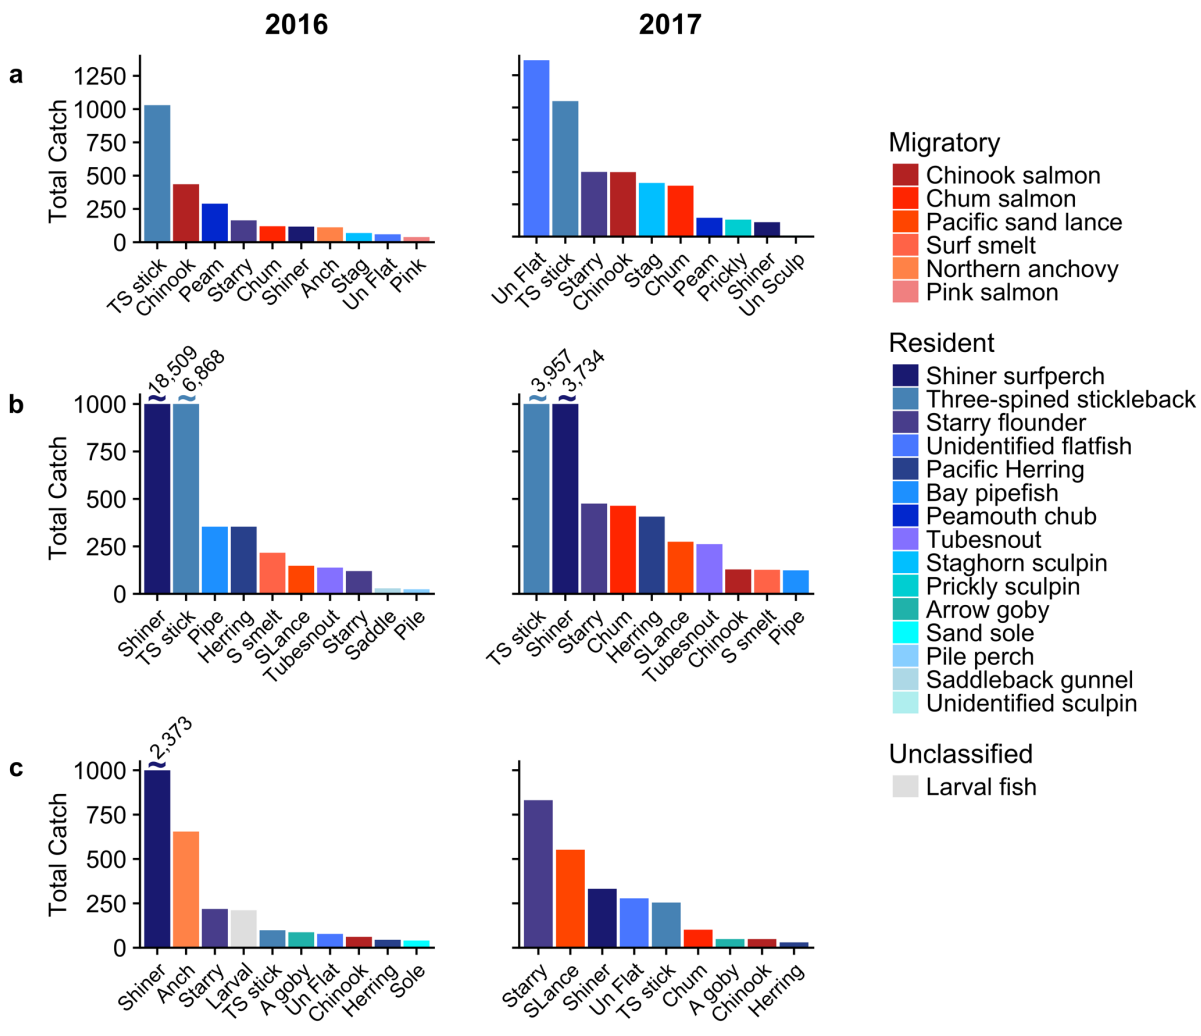 2016
2017
a
Total Catch
1250
1000
750
500
250
0
TS stick
Chinook
Peam
Starry
Chum
Shiner
Anch
Stag
Un Flat
Pink
Un Flat
TS stick
Starry
Chinook
Stag
Chum
Peam
Prickly
Shiner
Un Sculp
b
Total Catch
1000
750
500
250
0
~18,509
~6,868
Shiner
TS stick
Pipe
Herring
S smelt
SLance
Tubesnout
Starry
Saddle
Pile
~3,957
~3,734
TS stick
Shiner
Starry
Chum
Herring
SLance
Tubesnout
Chinook
S smelt
Pipe
c
Total Catch
1000
750
500
250
0
~2,373
Shiner
Anch
Starry
Larval
TS stick
A goby
Un Flat
Chinook
Herring
Sole
Starry
SLance
Shiner
Un Flat
TS stick
Chum
A goby
Chinook
Herring
Migratory
Chinook salmon
Chum salmon
Pacific sand lance
Surf smelt
Northern anchovy
Pink salmon
Resident
Shiner surfperch
Three-spined stickleback
Starry flounder
Unidentified flatfish
Pacific Herring
Bay pipefish
Peamouth chub
Tubesnout
Staghorn sculpin
Prickly sculpin
Arrow goby
Sand sole
Pile perch
Saddleback gunnel
Unidentified sculpin
Unclassified
Larval fish